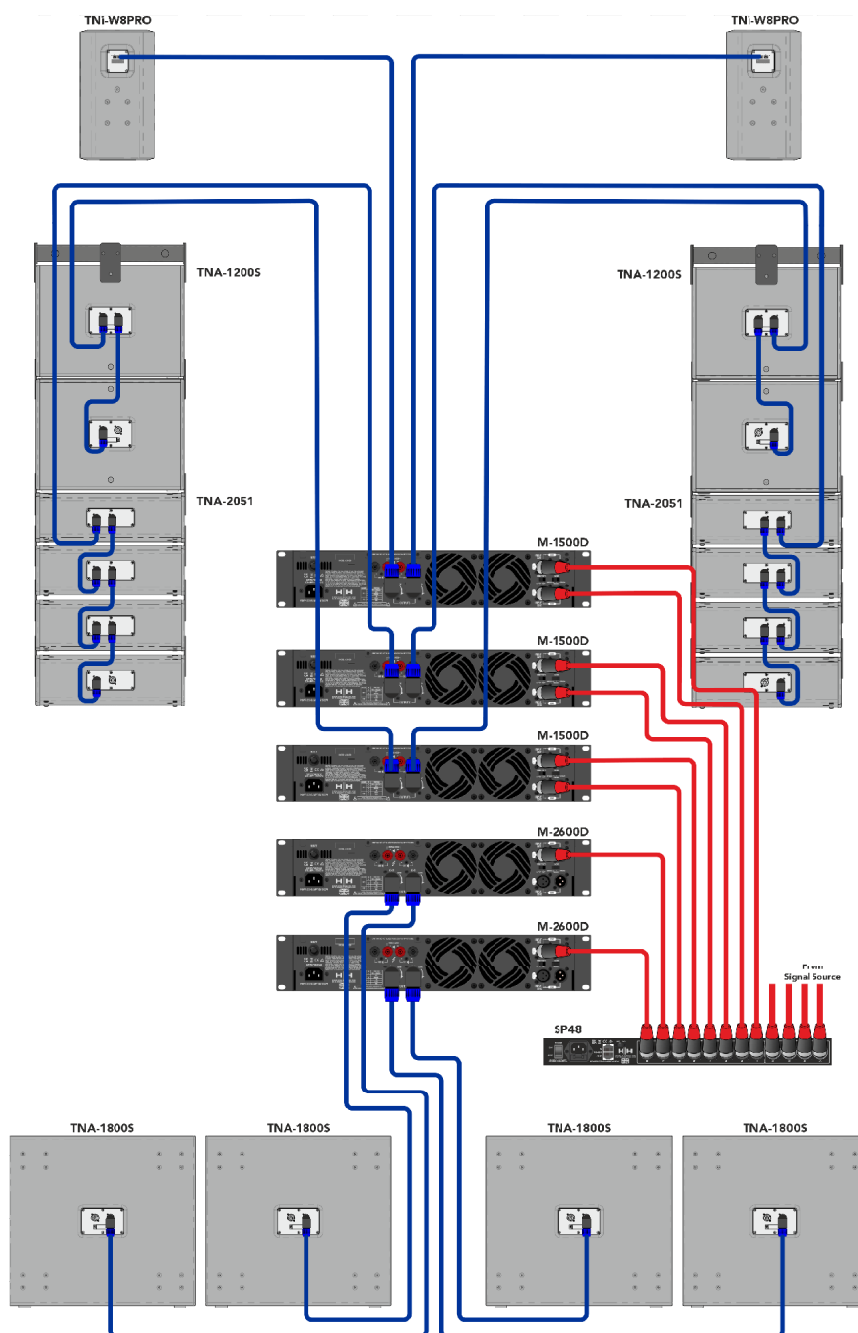 TNi-W8PRO
TNi-W8PRO
TNA-1200S
TNA-1200S
TNA-2051
TNA-2051
M-1500D
M-1500D
M-1500D
M-2600D
M-2600D
From
Signal Source
SP48
TNA-1800S
TNA-1800S
TNA-1800S
TNA-1800S